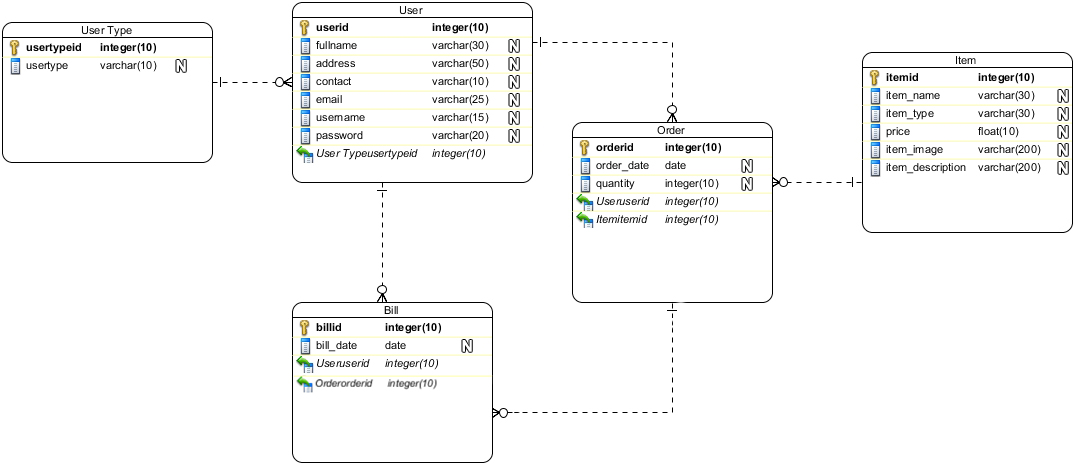 User Type
usertypeid integer(10)
usertype varchar(10) N
User
userid integer(10)
fullname varchar(30) N
address varchar(50) N
contact varchar(10) N
email varchar(25) N
username varchar(15) N
password varchar(20) N
User Typeusertypeid integer(10)
Order
orderid integer(10)
order_date date N
quantity integer(10) N
Useruserid integer(10)
Itemitemid integer(10)
Item
itemid integer(10)
item_name varchar(30) N
item_type varchar(30) N
price float(10) N
item_image varchar(200) N
item_description varchar(200) N
Bill
billid integer(10)
bill_date date N
Useruserid integer(10)
Orderorderid integer(10)